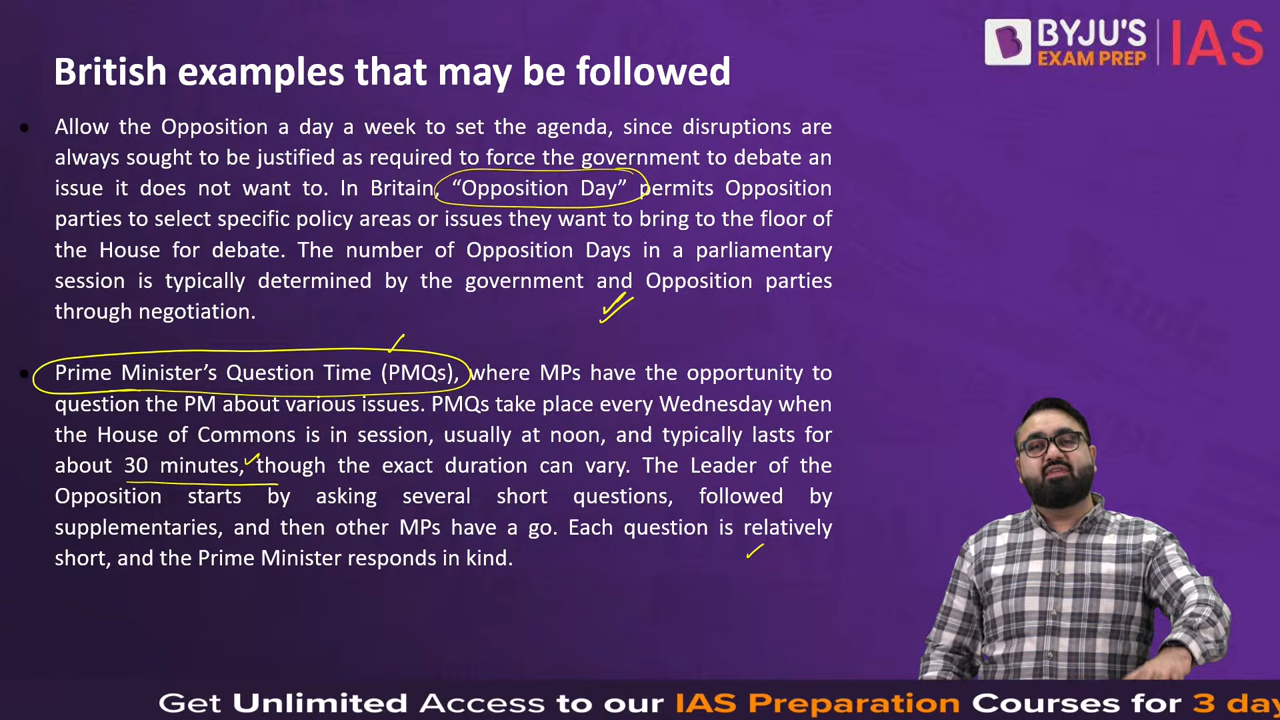 BYJU'S
EXAM PREP
IAS
British examples that may be followed
Allow the Opposition a day a week to set the agenda, since disruptions are
always sought to be justified as required to force the government to debate an
issue it does not want to. In Britain, “Opposition Day” permits Opposition
parties to select specific policy areas or issues they want to bring to the floor of
the House for debate. The number of Opposition Days in a parliamentary
session is typically determined by the government and Opposition parties
through negotiation.
Prime Minister’s Question Time (PMQs), where MPs have the opportunity to
question the PM about various issues. PMQs take place every Wednesday when
the House of Commons is in session, usually at noon, and typically lasts for
about 30 minutes, though the exact duration can vary. The Leader of the
Opposition starts by asking several short questions, followed by
supplementaries, and then other MPs have a go. Each question is relatively
short, and the Prime Minister responds in kind.
Get Unlimited Access to our IAS Preparation Courses for 3 day